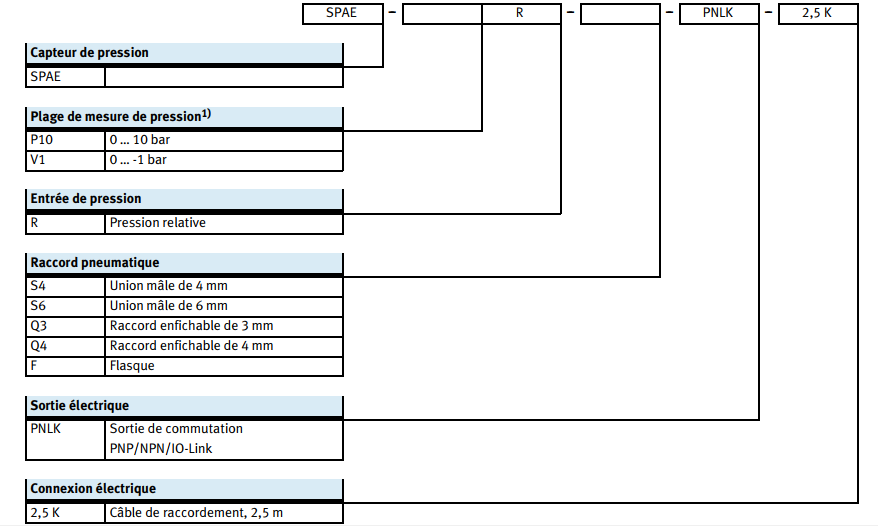 SPAE – R – – PNLK – 2,5 K
Capteur de pression
SPAE
Plage de mesure de pression1)
P10 0 ... 10 bar
V1 0 ... -1 bar
Entrée de pression
R Pression relative
Raccord pneumatique
S4 Union mâle de 4 mm
S6 Union mâle de 6 mm
Q3 Raccord enfichable de 3 mm
Q4 Raccord enfichable de 4 mm
F Flasque
Sortie électrique
PNLK Sortie de commutation
PNP/NPN/IO-Link
Connexion électrique
2,5 K Câble de raccordement, 2,5 m